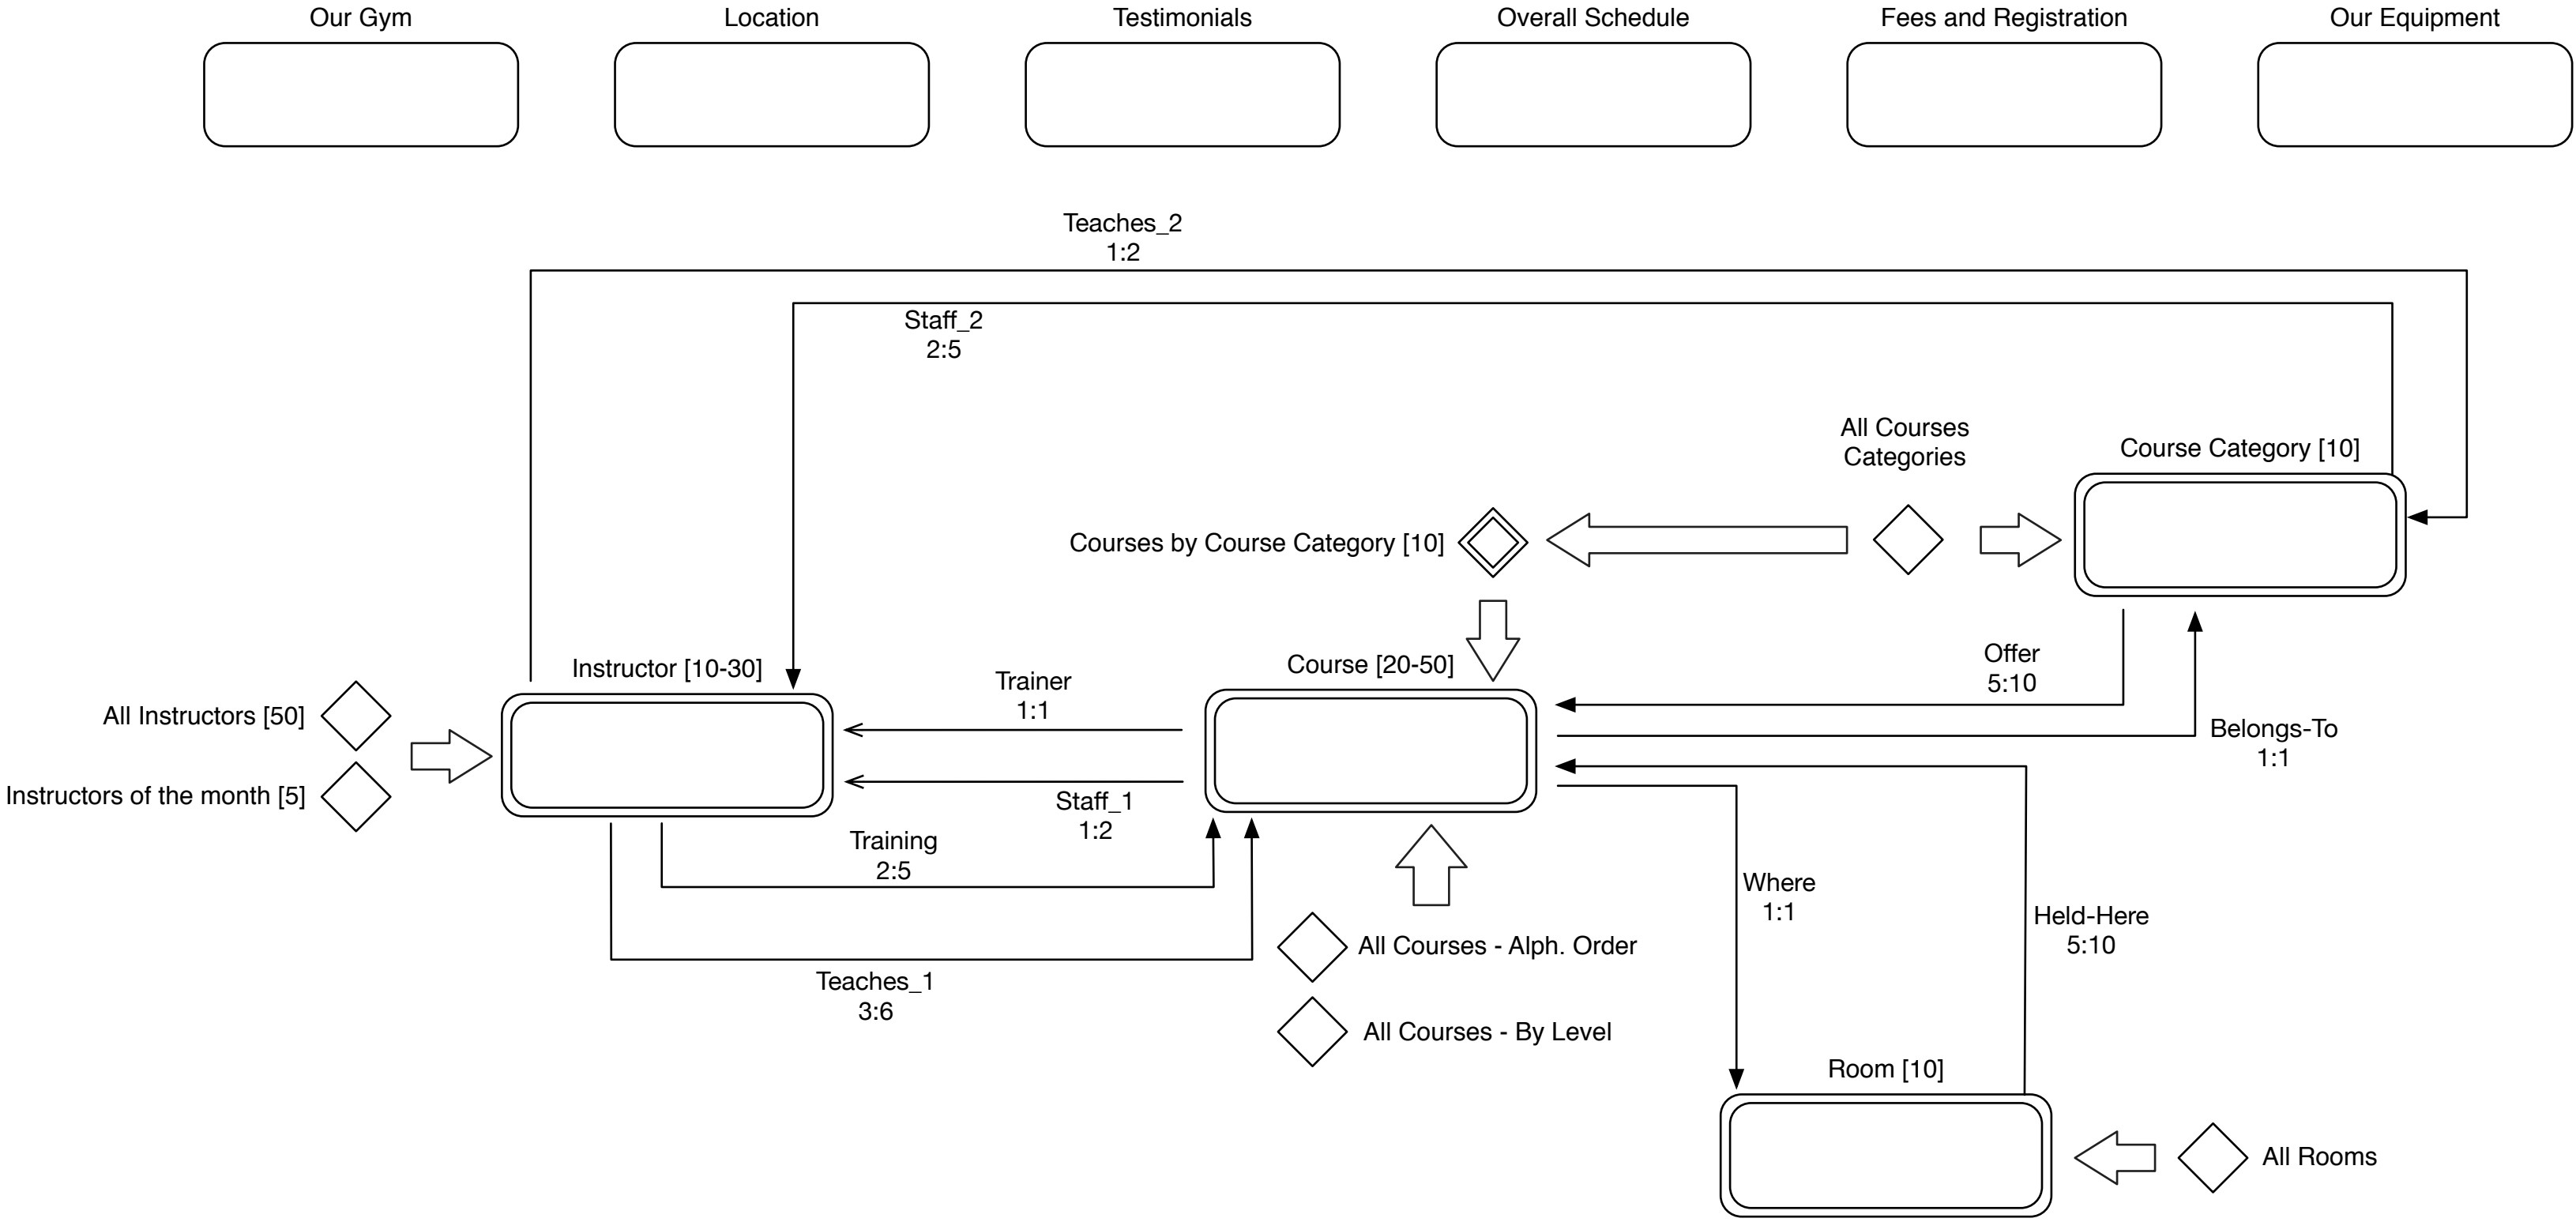 Our Gym
Location
Testimonials
Overall Schedule
Fees and Registration
Our Equipment
Teaches_2
1:2
Staff_2
2:5
All Courses
Categories
Course Category [10]
Courses by Course Category [10]
Instructor [10-30]
Course [20-50]
Trainer
1:1
Offer
5:10
All Instructors [50]
Belongs-To
1:1
Instructors of the month [5]
Staff_1
1:2
Training
2:5
Where
1:1
Held-Here
5:10
All Courses - Alph. Order
Teaches_1
3:6
All Courses - By Level
Room [10]
All Rooms